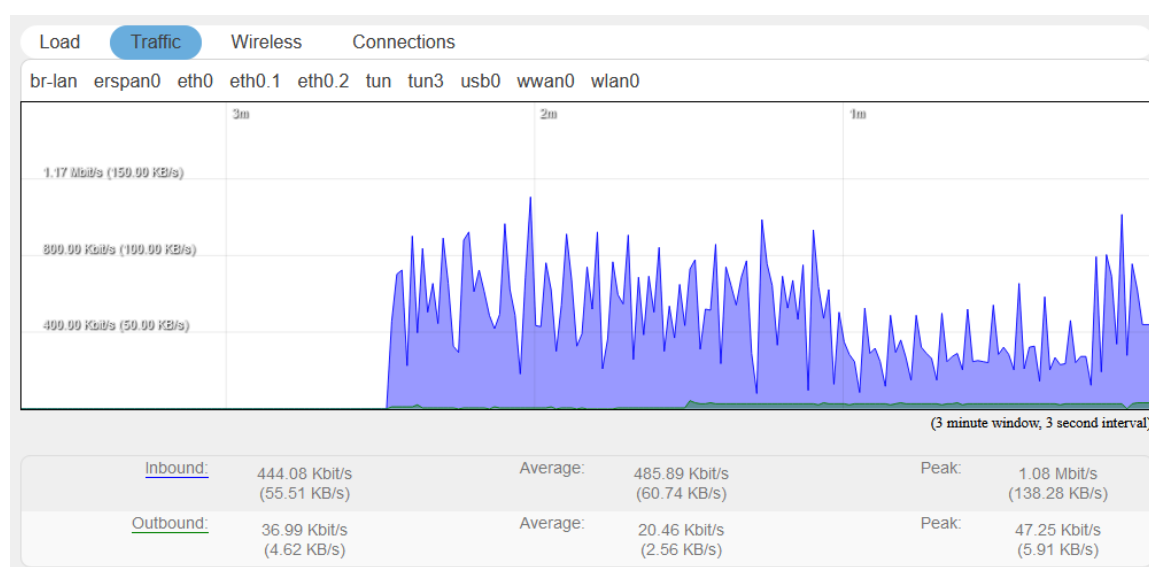 Load Traffic Wireless Connections
br-lan erspan0 eth0 eth0.1 eth0.2 tun tun3 usb0 wwan0 wlan0
3m 2m 1m
1.17 Mbit/s (150.00 KB/s)
800.00 Kbit/s (100.00 KB/s)
400.00 Kbit/s (50.00 KB/s)
(3 minute window, 3 second interval)
Inbound: 444.08 Kbit/s Average: 485.89 Kbit/s Peak: 1.08 Mbit/s
(55.51 KB/s) (60.74 KB/s) (138.28 KB/s)
Outbound: 36.99 Kbit/s Average: 20.46 Kbit/s Peak: 47.25 Kbit/s
(4.62 KB/s) (2.56 KB/s) (5.91 KB/s)